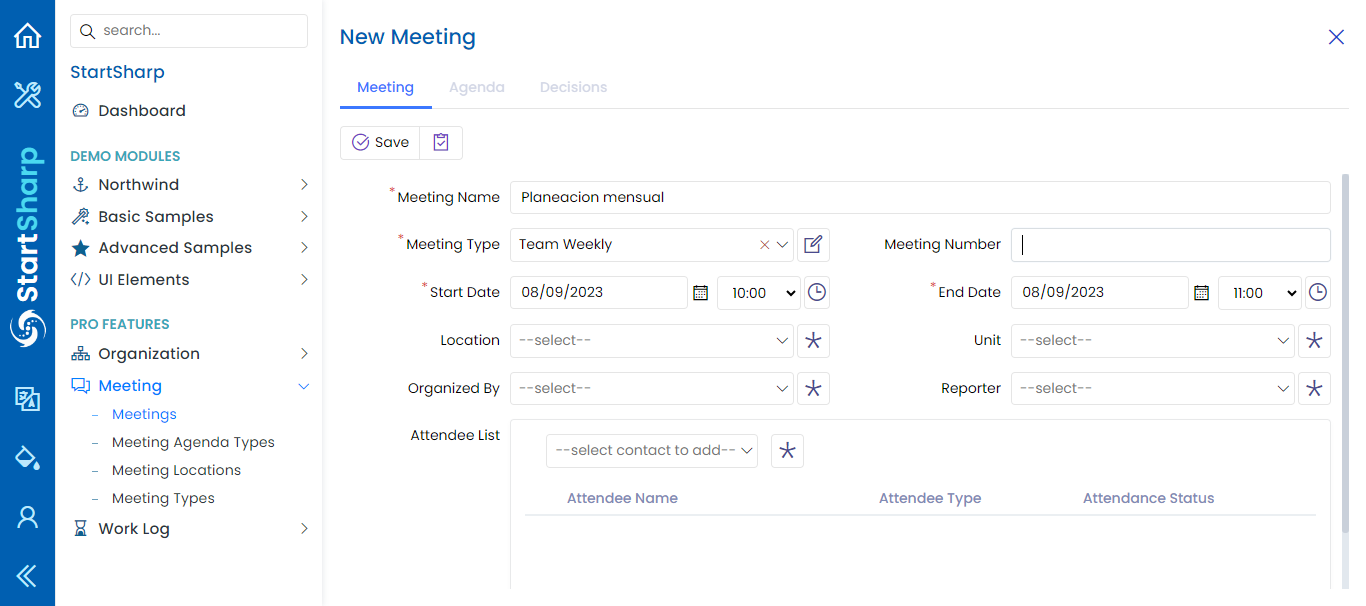 search...
StartSharp
Dashboard
DEMO MODULES
Northwind
Basic Samples
Advanced Samples
UI Elements
PRO FEATURES
Organization
Meeting
Meetings
Meeting Agenda Types
Meeting Locations
Meeting Types
Work Log
StartSharp
New Meeting
Meeting Agenda Decisions
Save
*Meeting Name Planeacion mensual
*Meeting Type Team Weekly Meeting Number
*Start Date 08/09/2023 10:00 *End Date 08/09/2023 11:00
Location --select-- Unit --select--
Organized By --select-- Reporter --select--
Attendee List
--select contact to add--
Attendee Name Attendee Type Attendance Status